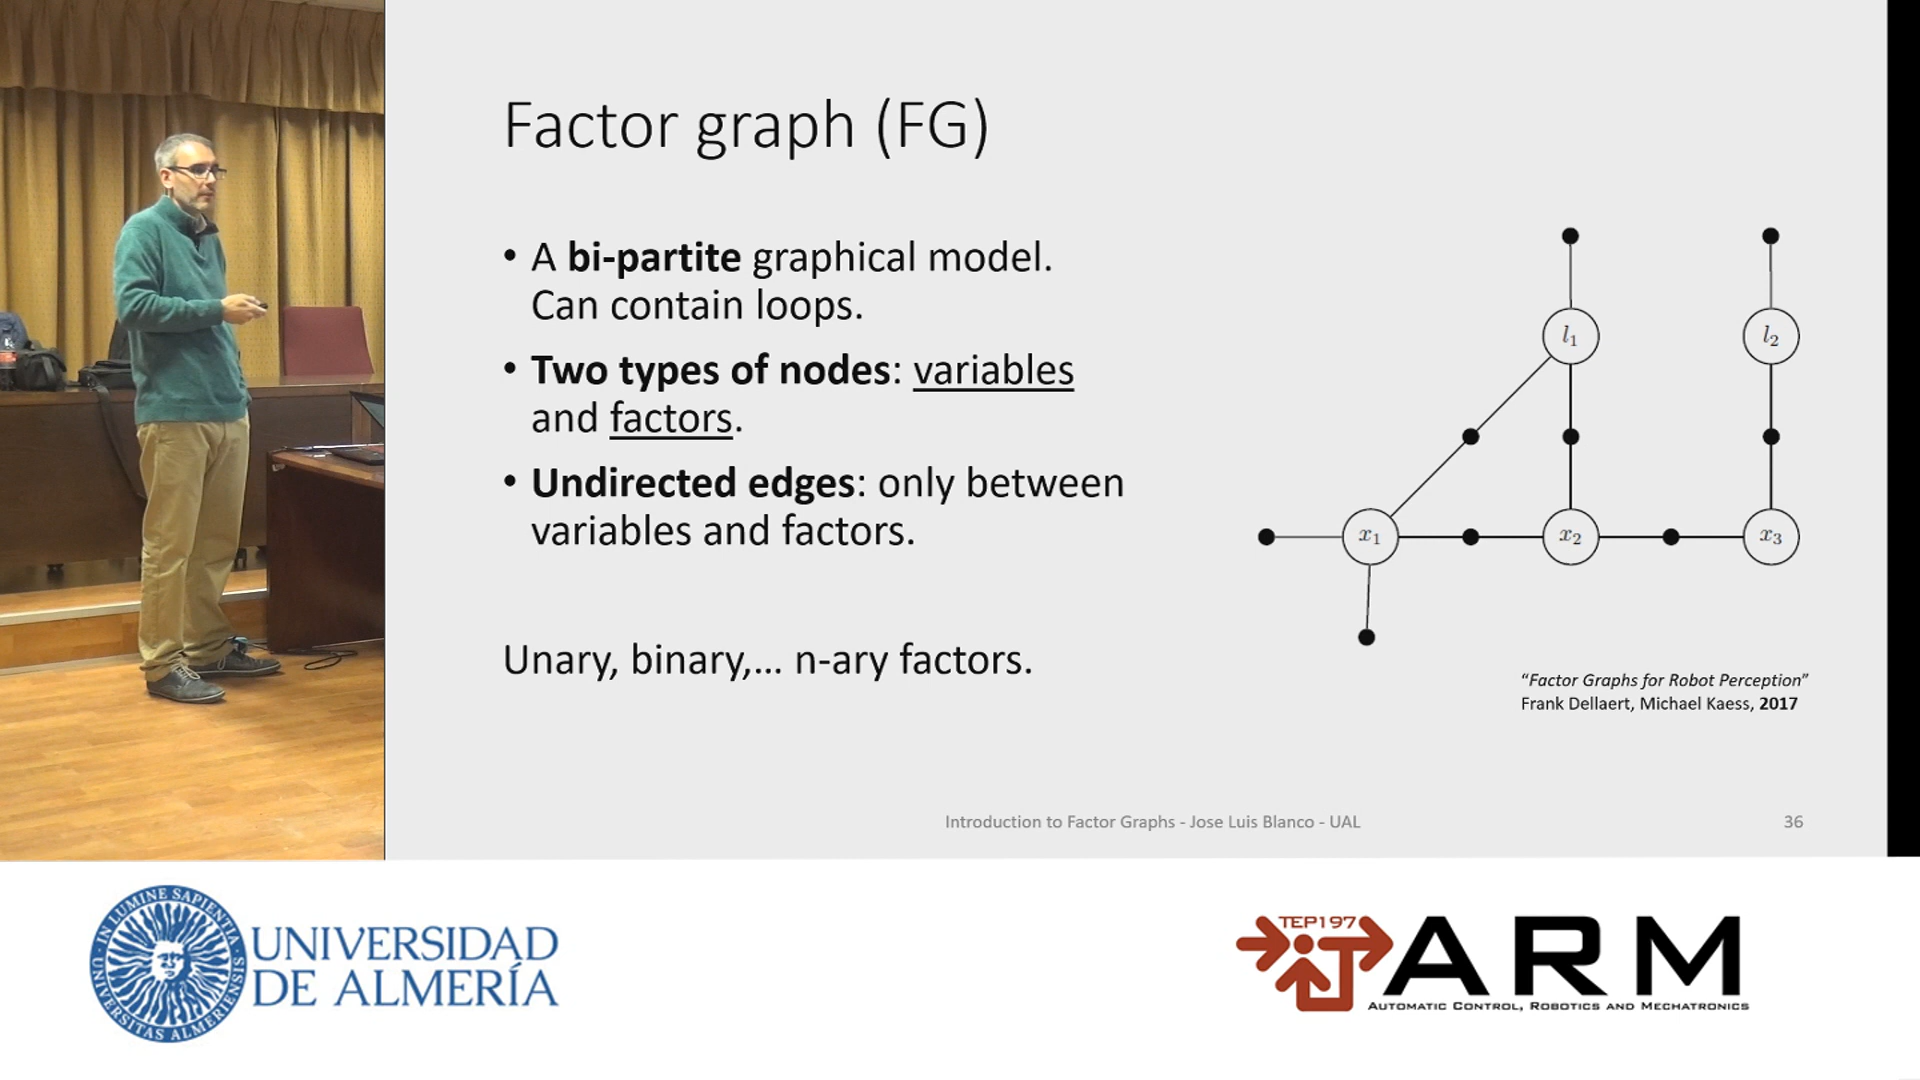 Factor graph (FG)
• A bi-partite graphical model.
Can contain loops.
• Two types of nodes: variables
and factors.
• Undirected edges: only between
variables and factors.
Unary, binary,... n-ary factors.
l1
l2
x1
x2
x3
“Factor Graphs for Robot Perception”
Frank Dellaert, Michael Kaess, 2017
Introduction to Factor Graphs - Jose Luis Blanco - UAL
36
IN LUMINE SAPIENTIA
UNIVERSITAS ALMERIENSIS
UNIVERSIDAD
DE ALMERÍA
TEP197
ARM
AUTOMATIC CONTROL, ROBOTICS AND MECHATRONICS